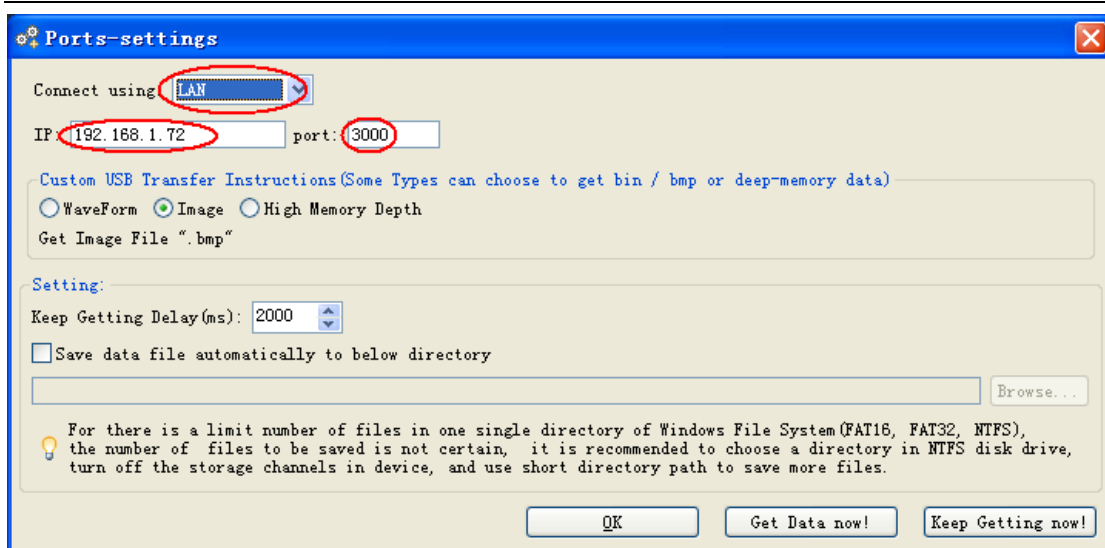 Ports-settings
Connect using LAN
IP: 192.168.1.72 port: 3000
Custom USB Transfer Instructions(Some Types can choose to get bin / bmp or deep-memory data)
WaveForm Image High Memory Depth
Get Image File ".bmp"
Setting:
Keep Getting Delay(ms): 2000
Save data file automatically to below directory
Browse...
For there is a limit number of files in one single directory of Windows File System(FAT16, FAT32, NTFS),
the number of files to be saved is not certain, it is recommended to choose a directory in NTFS disk drive,
turn off the storage channels in device, and use short directory path to save more files.
OK Get Data now! Keep Getting now!